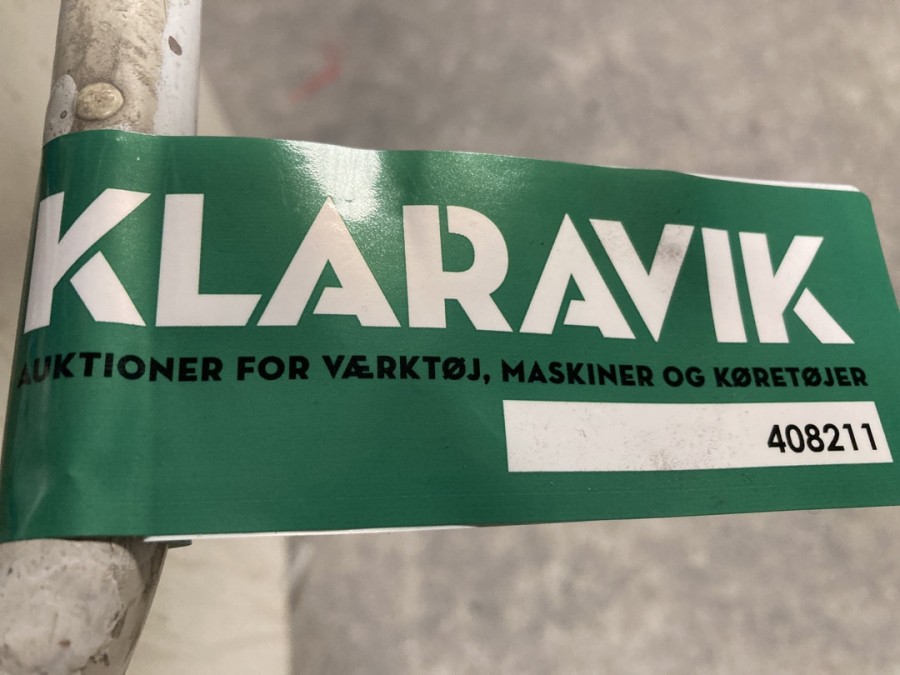 KLARAVIK
AUKTIONER FOR VÆRKTØJ, MASKINER OG KØRETØJER
408211